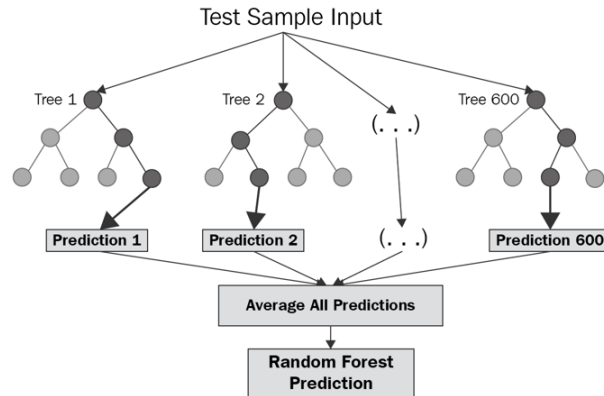 Test Sample Input
Tree 1
Tree 2
Tree 600
(. . .)
Prediction 1
Prediction 2
(. . .)
Prediction 600
Average All Predictions
Random Forest
Prediction